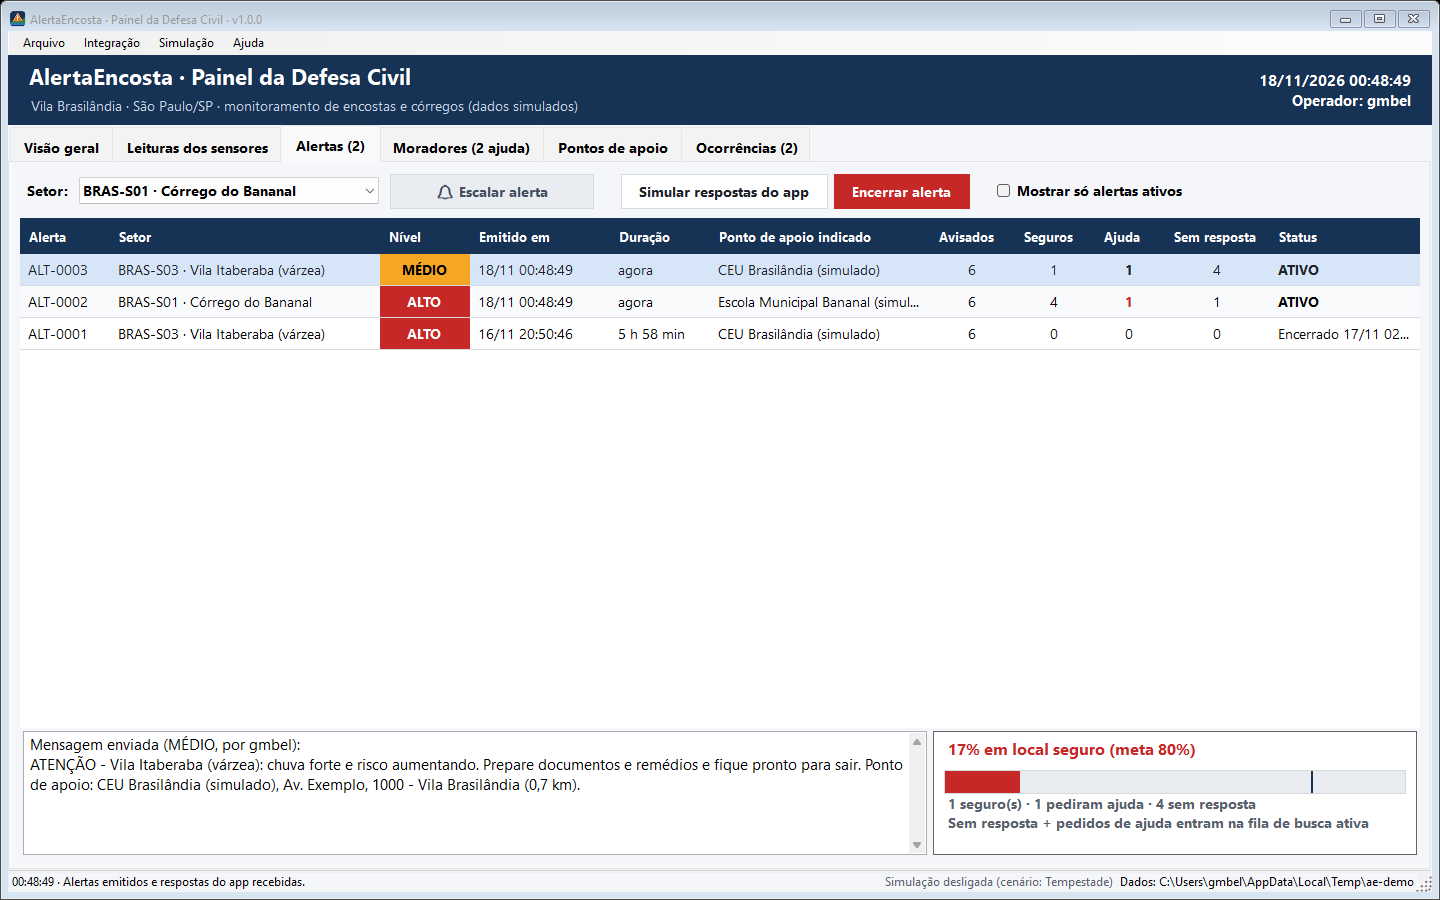 AlertaEncosta · Painel da Defesa Civil · v1.0.0
Arquivo Integração Simulação Ajuda
AlertaEncosta · Painel da Defesa Civil
Vila Brasilândia · São Paulo/SP · monitoramento de encostas e córregos (dados simulados)
18/11/2026 00:48:49
Operador: gmbel
Visão geral Leituras dos sensores Alertas (2) Moradores (2 ajuda) Pontos de apoio Ocorrências (2)
Setor: BRAS-S01 · Córrego do Bananal Escalar alerta Simular respostas do app Encerrar alerta Mostrar só alertas ativos
Alerta Setor Nível Emitido em Duração Ponto de apoio indicado Avisados Seguros Ajuda Sem resposta Status
ALT-0003 BRAS-S03 · Vila Itaberaba (várzea) MÉDIO 18/11 00:48:49 agora CEU Brasilândia (simulado) 6 1 1 4 ATIVO
ALT-0002 BRAS-S01 · Córrego do Bananal ALTO 18/11 00:48:49 agora Escola Municipal Bananal (simul... 6 4 1 1 ATIVO
ALT-0001 BRAS-S03 · Vila Itaberaba (várzea) ALTO 16/11 20:50:46 5 h 58 min CEU Brasilândia (simulado) 6 0 0 0 Encerrado 17/11 02...
Mensagem enviada (MÉDIO, por gmbel):
ATENÇÃO - Vila Itaberaba (várzea): chuva forte e risco aumentando. Prepare documentos e remédios e fique pronto para sair. Ponto
de apoio: CEU Brasilândia (simulado), Av. Exemplo, 1000 - Vila Brasilândia (0,7 km).
17% em local seguro (meta 80%)
1 seguro(s) · 1 pediram ajuda · 4 sem resposta
Sem resposta + pedidos de ajuda entram na fila de busca ativa
00:48:49 · Alertas emitidos e respostas do app recebidas.
Simulação desligada (cenário: Tempestade) Dados: C:\Users\gmbel\AppData\Local\Temp\ae-demo